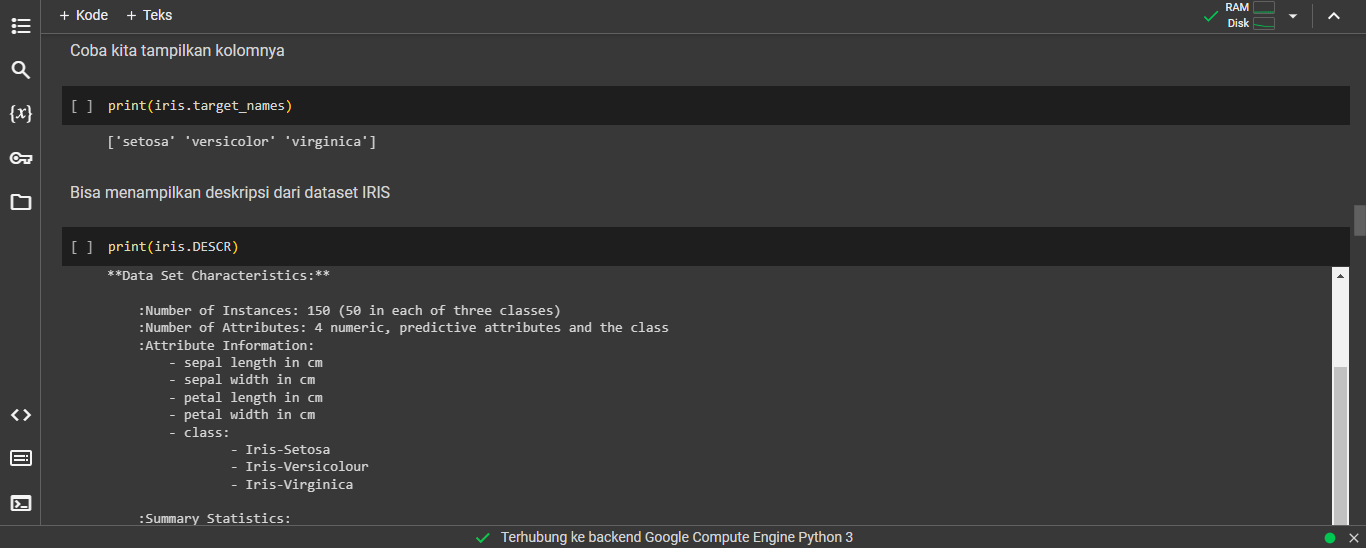 + Kode + Teks
RAM
Disk
Coba kita tampilkan kolomnya
{x}
[ ] print(iris.target_names)
['setosa' 'versicolor' 'virginica']
Bisa menampilkan deskripsi dari dataset IRIS
[ ] print(iris.DESCR)
**Data Set Characteristics:**
:Number of Instances: 150 (50 in each of three classes)
:Number of Attributes: 4 numeric, predictive attributes and the class
:Attribute Information:
- sepal length in cm
- sepal width in cm
- petal length in cm
- petal width in cm
- class:
- Iris-Setosa
- Iris-Versicolour
- Iris-Virginica
:Summary Statistics:
Terhubung ke backend Google Compute Engine Python 3